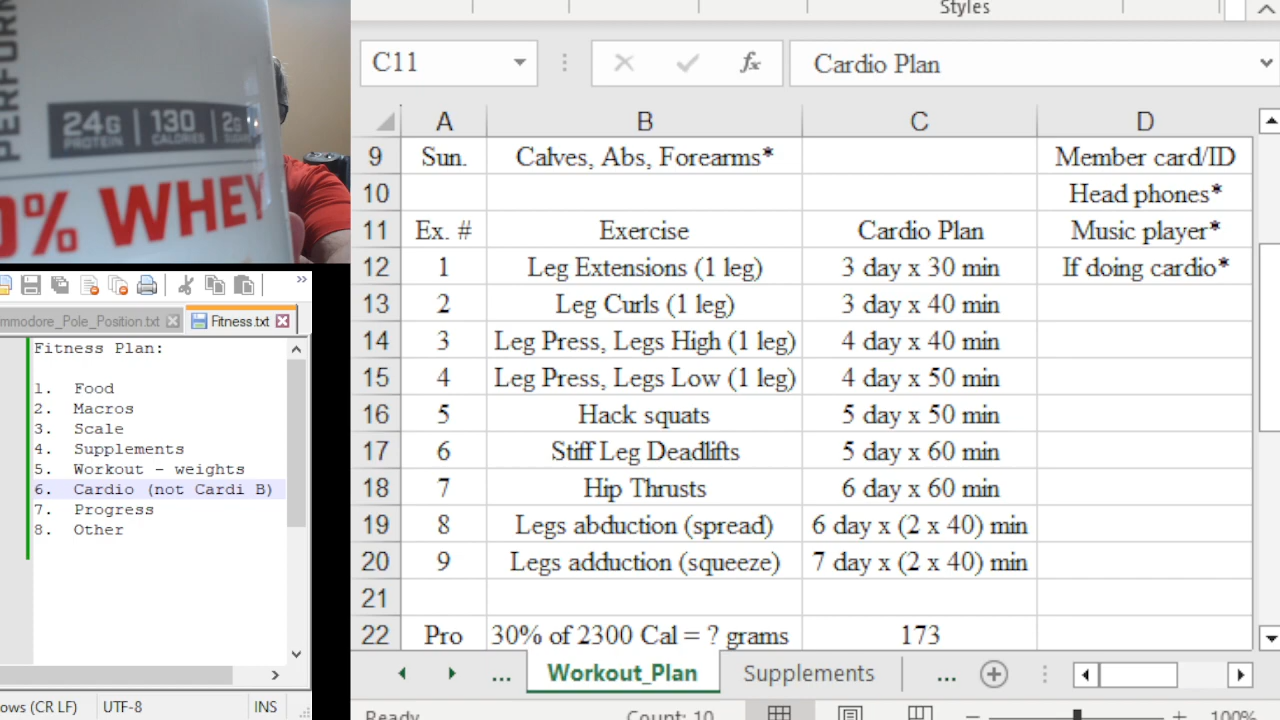 PERFORM
24G | 130 | 2G
PROTEIN CALORIES
0% WHEY
mmodore_Pole_Position.txt Fitness.txt
Fitness Plan:
1. Food
2. Macros
3. Scale
4. Supplements
5. Workout - weights
6. Cardio (not Cardi B)
7. Progress
8. Other
ows (CR LF) UTF-8 INS
Styles
C11 fx Cardio Plan
A B C D
9 Sun. Calves, Abs, Forearms* Member card/ID
10 Head phones*
11 Ex. # Exercise Cardio Plan Music player*
12 1 Leg Extensions (1 leg) 3 day x 30 min If doing cardio*
13 2 Leg Curls (1 leg) 3 day x 40 min
14 3 Leg Press, Legs High (1 leg) 4 day x 40 min
15 4 Leg Press, Legs Low (1 leg) 4 day x 50 min
16 5 Hack squats 5 day x 50 min
17 6 Stiff Leg Deadlifts 5 day x 60 min
18 7 Hip Thrusts 6 day x 60 min
19 8 Legs abduction (spread) 6 day x (2 x 40) min
20 9 Legs adduction (squeeze) 7 day x (2 x 40) min
21
22 Pro 30% of 2300 Cal = ? grams 173
... Workout_Plan Supplements ...
Ready Count: 10 100%